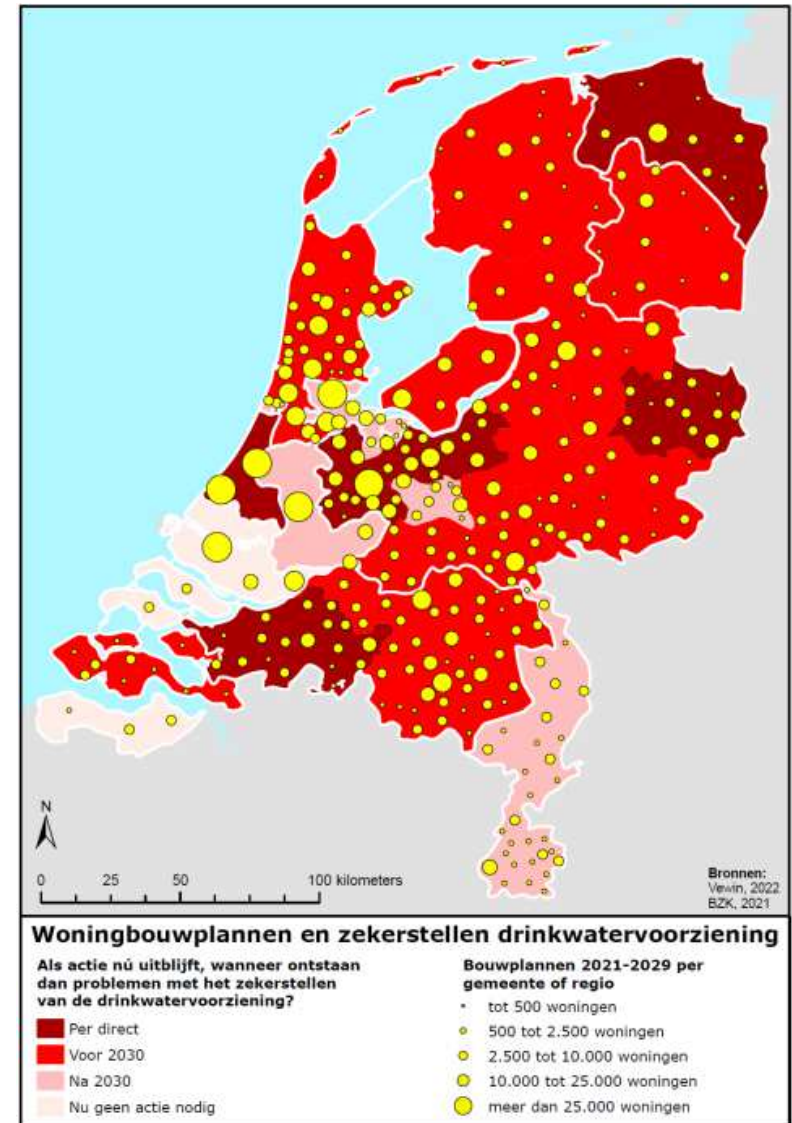 N
0 25 50 100 kilometers
Bronnen:
Vewin, 2022
BZK, 2021
Woningbouwplannen en zekerstellen drinkwatervoorziening
Als actie nú uitblijft, wanneer ontstaan
dan problemen met het zekerstellen
van de drinkwatervoorziening?
Per direct
Voor 2030
Na 2030
Nu geen actie nodig
Bouwplannen 2021-2029 per
gemeente of regio
tot 500 woningen
500 tot 2.500 woningen
2.500 tot 10.000 woningen
10.000 tot 25.000 woningen
meer dan 25.000 woningen